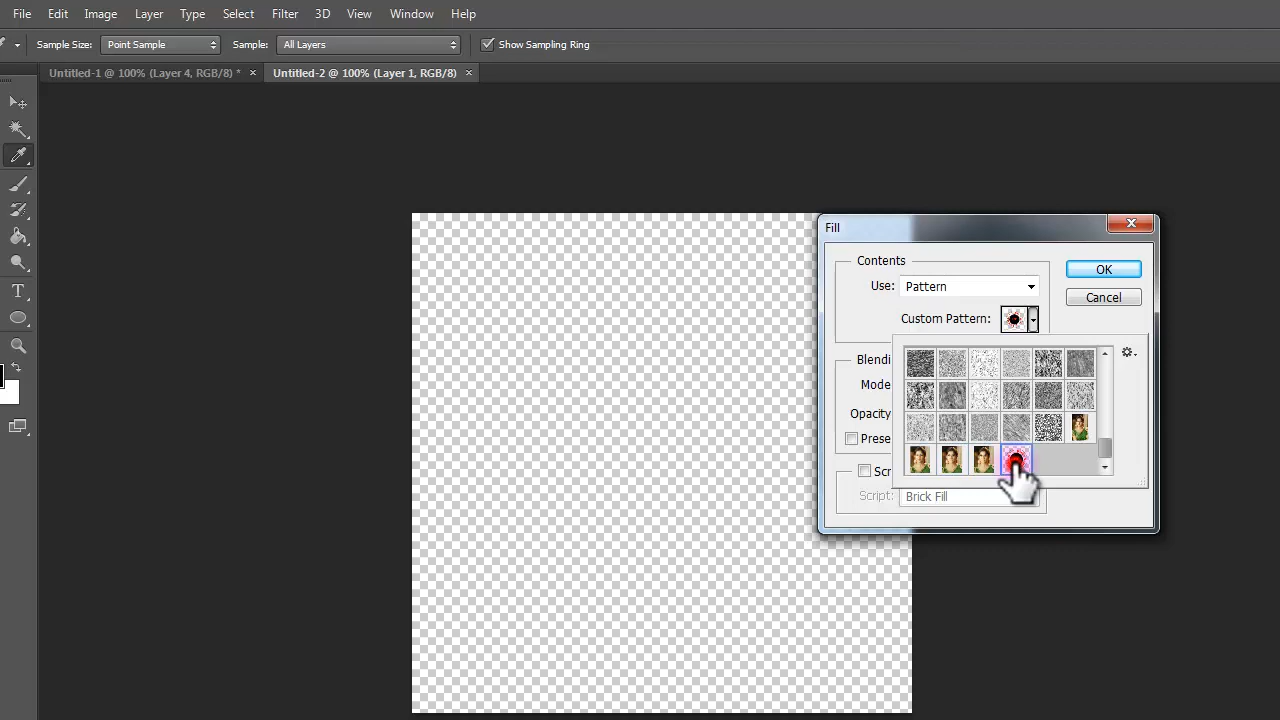 File Edit Image Layer Type Select Filter 3D View Window Help
Sample Size: Point Sample Sample: All Layers Show Sampling Ring
Untitled-1 @ 100% (Layer 4, RGB/8) * × Untitled-2 @ 100% (Layer 1, RGB/8) ×
Fill
Contents
OK
Use: Pattern
Cancel
Custom Pattern:
Blendi
Mode
Opacity
Prese
Scr
Script: Brick Fill
T